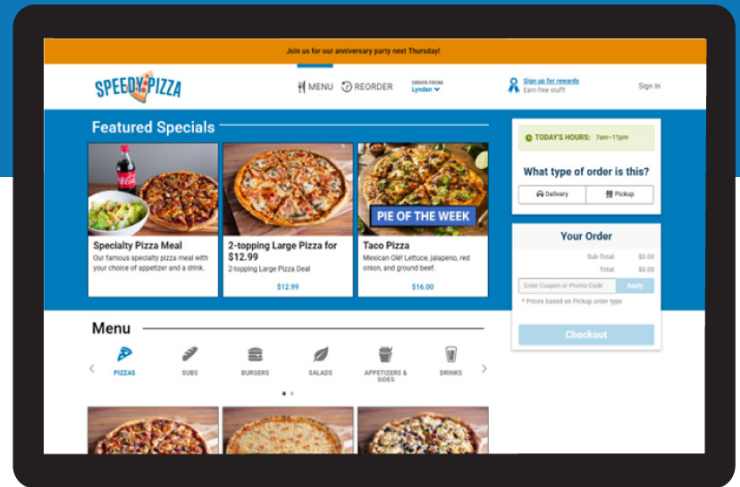 Join us for our anniversary party next Thursday!
SPEEDY PIZZA
MENU
REORDER
ORDER FROM
Lynden
Sign up for rewards
Earn free stuff!
Sign In
Featured Specials
Specialty Pizza Meal
Our famous specialty pizza meal with
your choice of appetizer and a drink.
2-topping Large Pizza for
$12.99
2-topping Large Pizza Deal
$12.99
PIE OF THE WEEK
Taco Pizza
Mexican Olé! Lettuce, jalapeno, red
onion, and ground beef.
$16.00
TODAY'S HOURS: 7am–11pm
What type of order is this?
Delivery
Pickup
Your Order
Sub Total $0.00
Total $0.00
Enter Coupon or Promo Code
Apply
* Prices based on Pickup order type
Checkout
Menu
PIZZAS
SUBS
BURGERS
SALADS
APPETIZERS &
SIDES
DRINKS